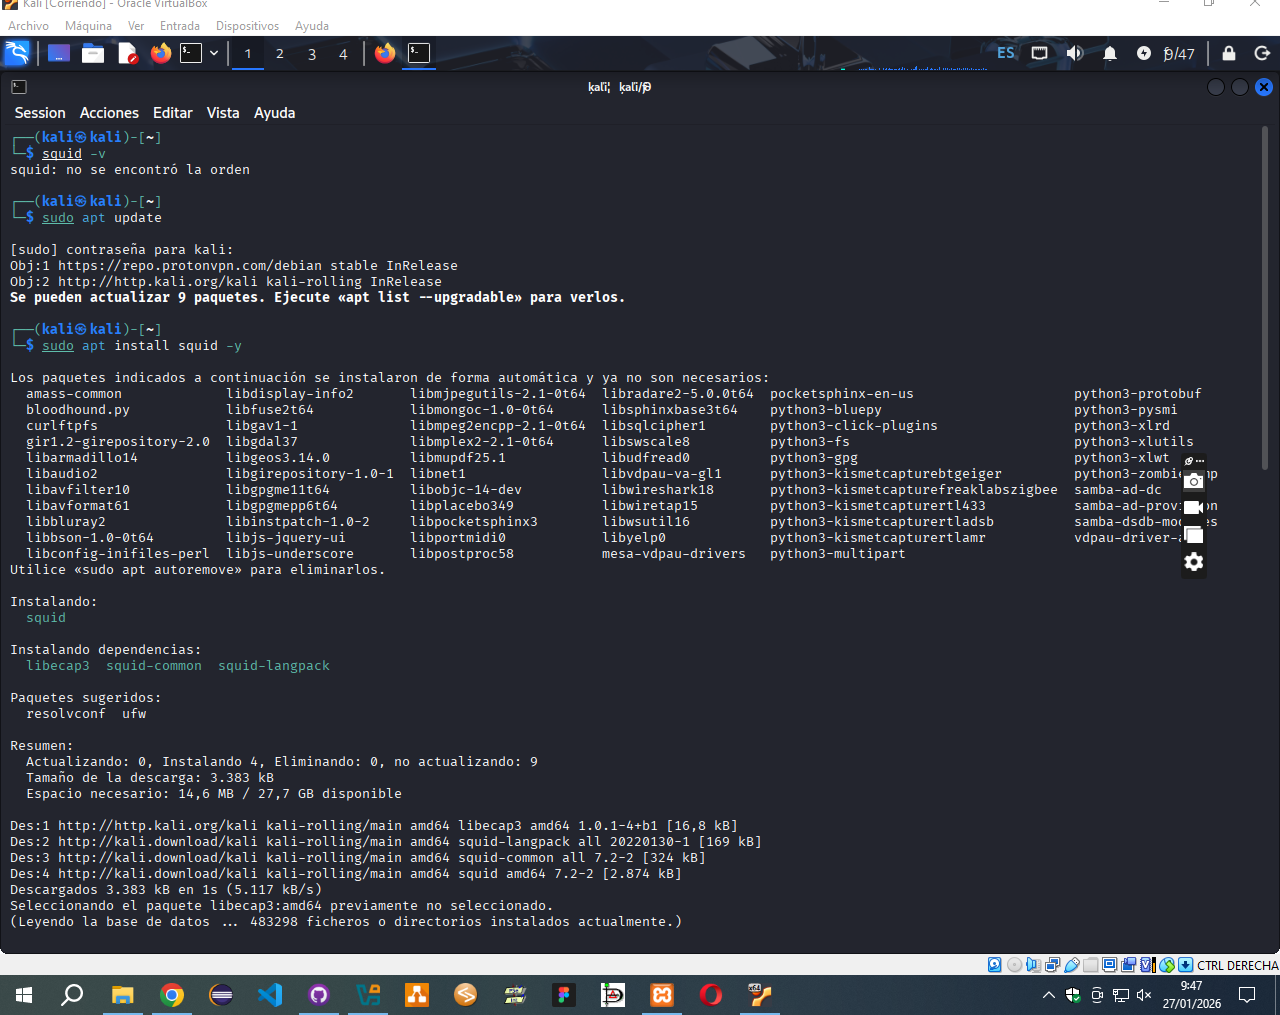 Kali [Corriendo] - Oracle VirtualBox
Archivo Máquina Ver Entrada Dispositivos Ayuda
1 2 3 4 ES 9/47
Session Acciones Editar Vista Ayuda
┌──(kali㉿kali)-[~]
└─$ squid -v
squid: no se encontró la orden
┌──(kali㉿kali)-[~]
└─$ sudo apt update
[sudo] contraseña para kali:
Obj:1 https://repo.protonvpn.com/debian stable InRelease
Obj:2 http://http.kali.org/kali kali-rolling InRelease
Se pueden actualizar 9 paquetes. Ejecute «apt list --upgradable» para verlos.
┌──(kali㉿kali)-[~]
└─$ sudo apt install squid -y
Los paquetes indicados a continuación se instalaron de forma automática y ya no son necesarios:
amass-common libdisplay-info2 libmjpegutils-2.1-0t64 libradare2-5.0.0t64 pocketsphinx-en-us python3-protobuf
bloodhound.py libfuse2t64 libmongoc-1.0-0t64 libsphinxbase3t64 python3-bluepy python3-pysmi
curlftpfs libgav1-1 libmpeg2encpp-2.1-0t64 libsqlcipher1 python3-click-plugins python3-xlrd
gir1.2-girepository-2.0 libgdal37 libmplex2-2.1-0t64 libswscale8 python3-fs python3-xlutils
libarmadillo14 libgeos3.14.0 libmupdf25.1 libudfread0 python3-gpg python3-xlwt
libaudio2 libgirepository-1.0-1 libnet1 libvdpau-va-gl1 python3-kismetcapturebtgeiger
libavfilter10 libgpgme11t64 libobjc-14-dev libwireshark18 python3-kismetcapturefreaklabszigbee samba-ad-dc
libavformat61 libgpgmepp6t64 libplacebo349 libwiretap15 python3-kismetcapturertl433
libbluray2 libinstpatch-1.0-2 libpocketsphinx3 libwsutil16 python3-kismetcapturertladsb
libbson-1.0-0t64 libjs-jquery-ui libportmidi0 libyelp0 python3-kismetcapturertlamr
libconfig-inifiles-perl libjs-underscore libpostproc58 mesa-vdpau-drivers python3-multipart
Utilice «sudo apt autoremove» para eliminarlos.
Instalando:
squid
Instalando dependencias:
libecap3 squid-common squid-langpack
Paquetes sugeridos:
resolvconf ufw
Resumen:
Actualizando: 0, Instalando 4, Eliminando: 0, no actualizando: 9
Tamaño de la descarga: 3.383 kB
Espacio necesario: 14,6 MB / 27,7 GB disponible
Des:1 http://http.kali.org/kali kali-rolling/main amd64 libecap3 amd64 1.0.1-4+b1 [16,8 kB]
Des:2 http://kali.download/kali kali-rolling/main amd64 squid-langpack all 20220130-1 [169 kB]
Des:3 http://kali.download/kali kali-rolling/main amd64 squid-common all 7.2-2 [324 kB]
Des:4 http://kali.download/kali kali-rolling/main amd64 squid amd64 7.2-2 [2.874 kB]
Descargados 3.383 kB en 1s (5.117 kB/s)
Seleccionando el paquete libecap3:amd64 previamente no seleccionado.
(Leyendo la base de datos ... 483298 ficheros o directorios instalados actualmente.)
CTRL DERECHA
9:47
27/01/2026